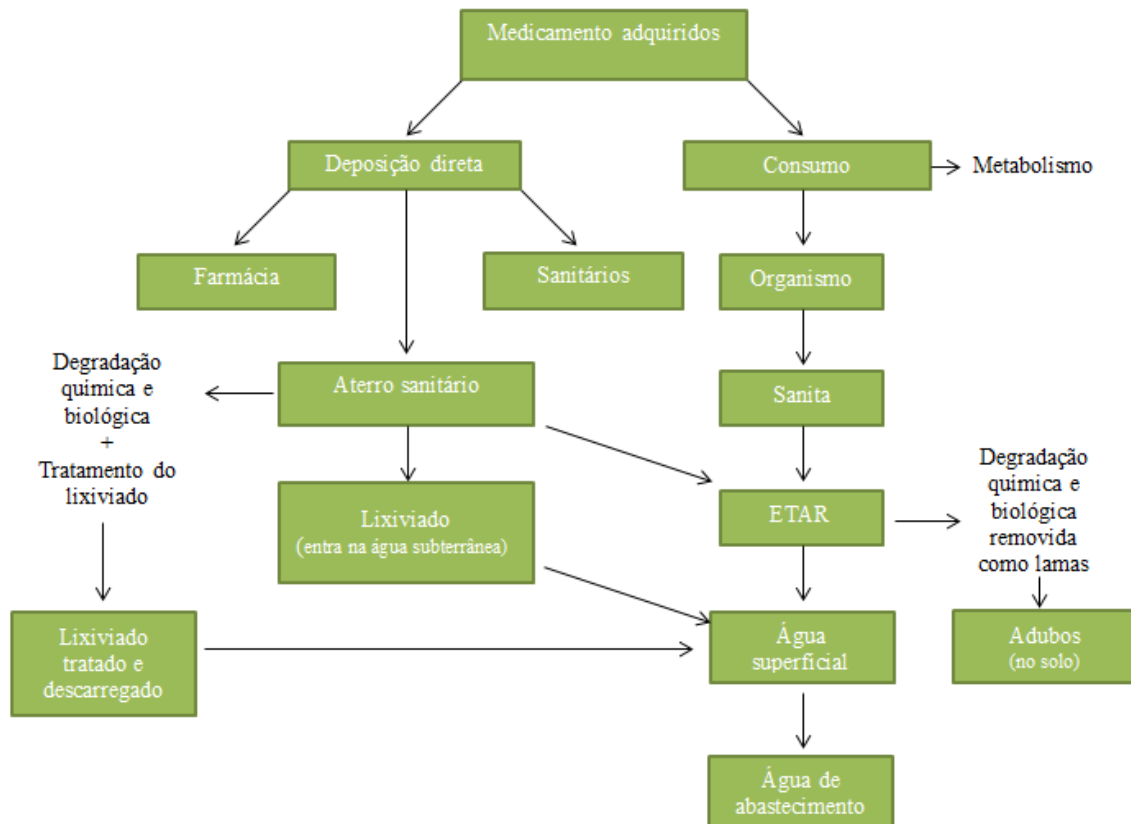 Medicamento adquiridos
Deposição direta
Consumo
Metabolismo
Farmácia
Sanitários
Organismo
Degradação
química e
biológica
+
Tratamento do
lixiviado
Aterro sanitário
Sanita
Lixiviado
(entra na água subterrânea)
ETAR
Degradação
química e
biológica
removida
como lamas
Lixiviado
tratado e
descarregado
Água
superficial
Adubos
(no solo)
Água de
abastecimento